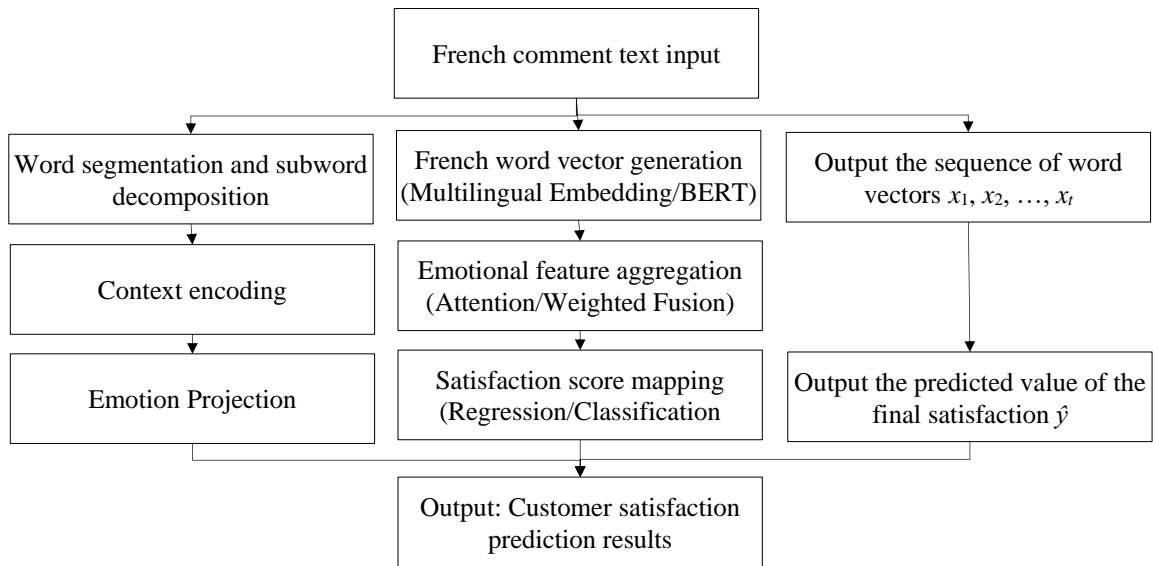 French comment text input
Word segmentation and subword
decomposition
French word vector generation
(Multilingual Embedding/BERT)
Output the sequence of word
vectors x₁, x₂, …, xₜ
Context encoding
Emotional feature aggregation
(Attention/Weighted Fusion)
Emotion Projection
Satisfaction score mapping
(Regression/Classification
Output the predicted value of the
final satisfaction ŷ
Output: Customer satisfaction
prediction results